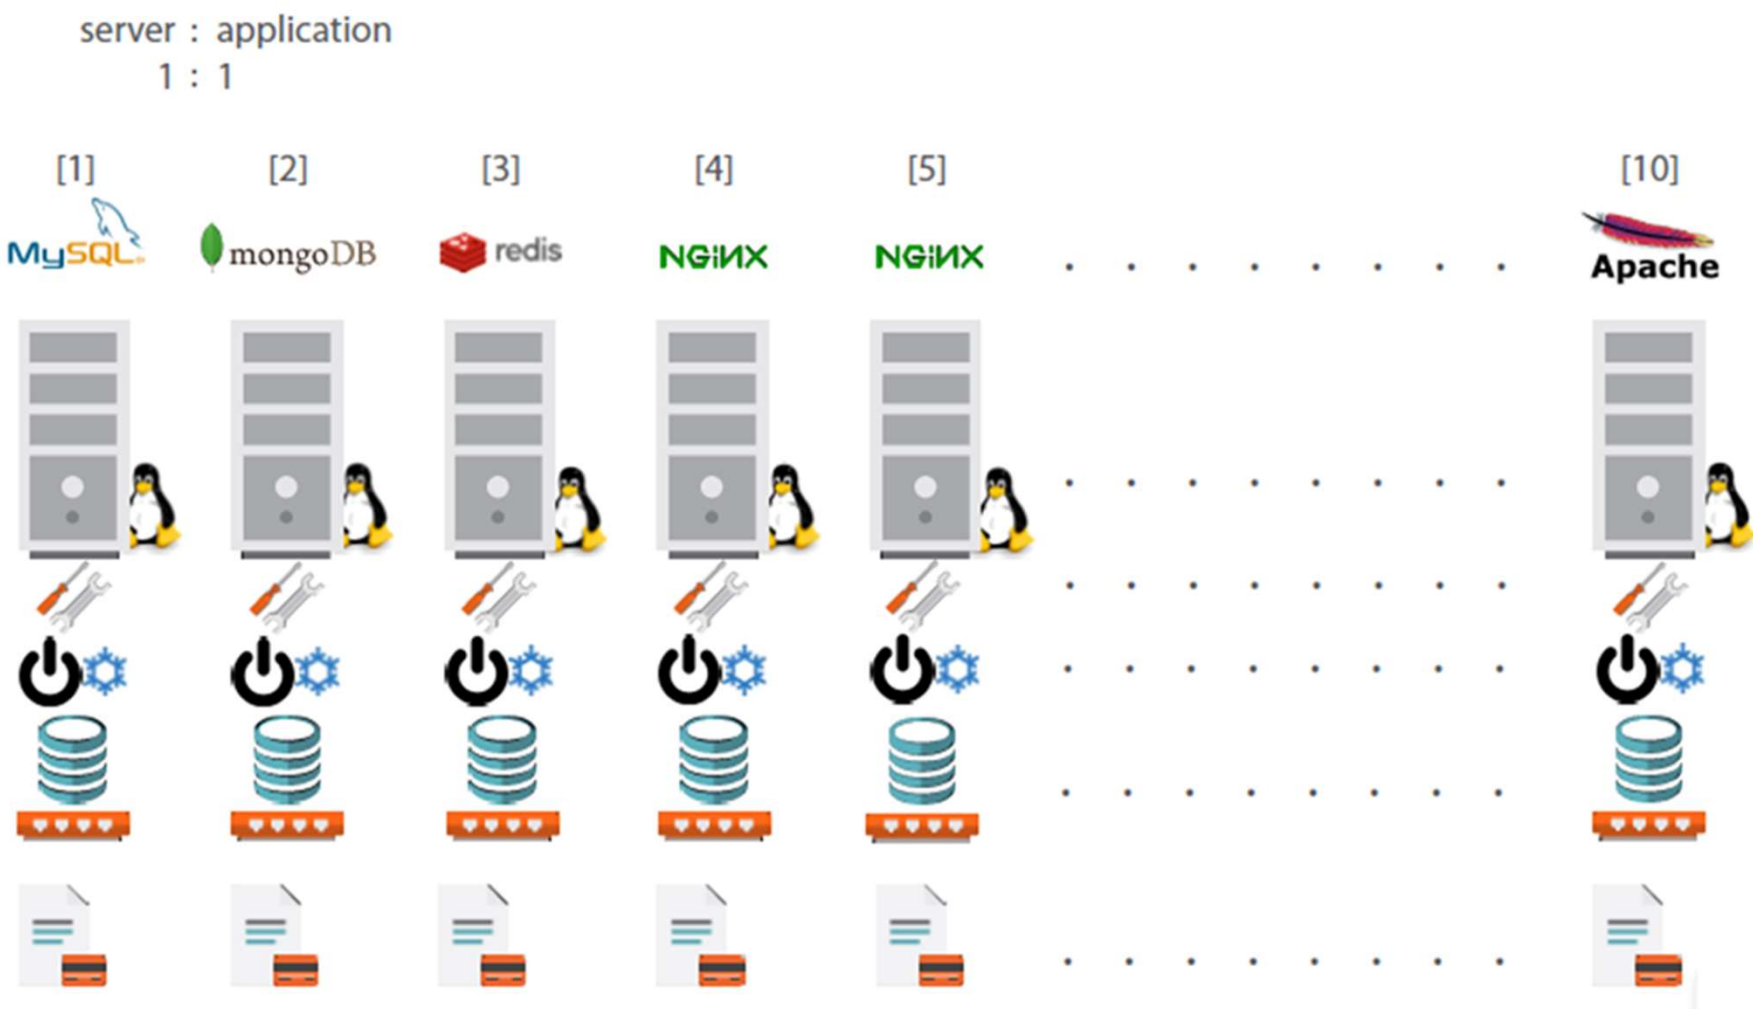 server : application
1 : 1
[1] [2] [3] [4] [5] [10]
MySQL mongoDB redis NGINX NGINX Apache